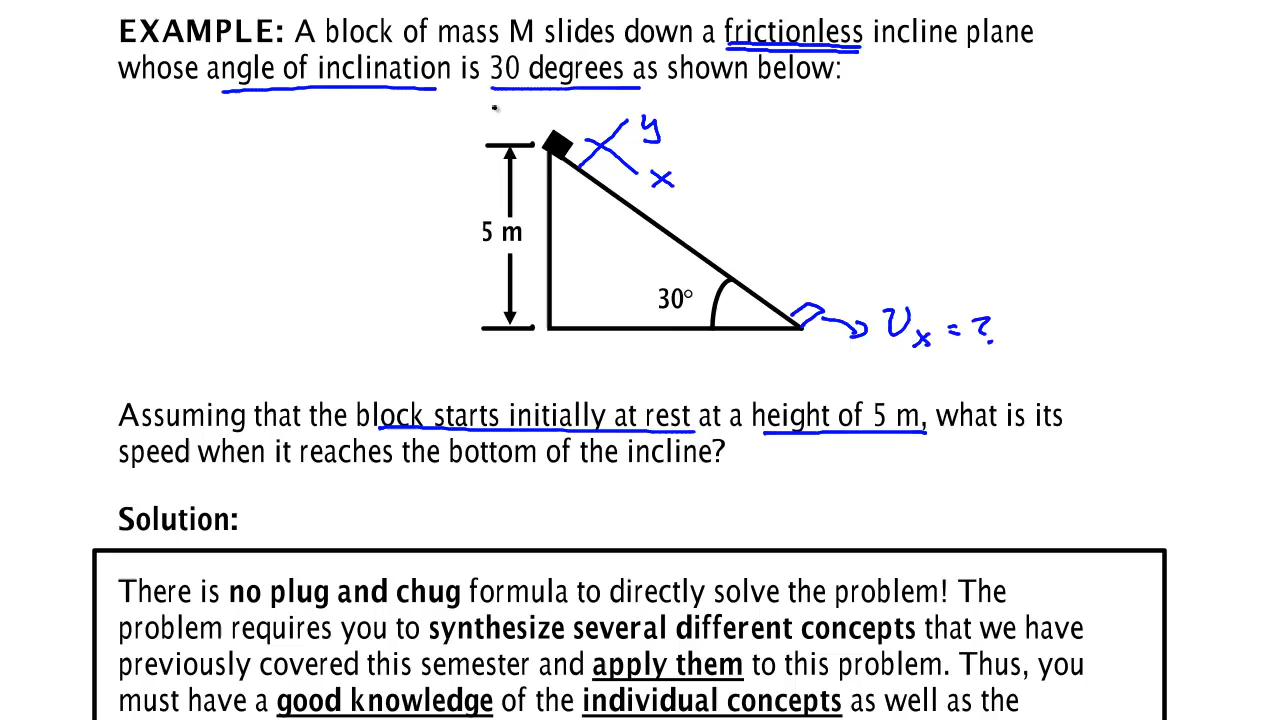 EXAMPLE: A block of mass M slides down a frictionless incline plane
whose angle of inclination is 30 degrees as shown below:
y
x
5 m
30°
υx = ?
Assuming that the block starts initially at rest at a height of 5 m, what is its
speed when it reaches the bottom of the incline?
Solution:
There is no plug and chug formula to directly solve the problem! The
problem requires you to synthesize several different concepts that we have
previously covered this semester and apply them to this problem. Thus, you
must have a good knowledge of the individual concepts as well as the